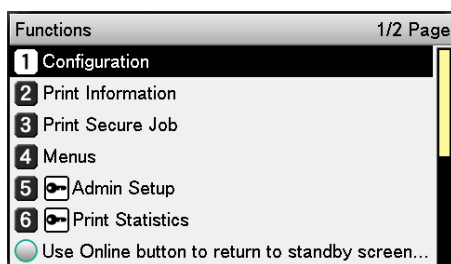 Functions 1/2 Page
1 Configuration
2 Print Information
3 Print Secure Job
4 Menus
5 Admin Setup
6 Print Statistics
Use Online button to return to standby screen...